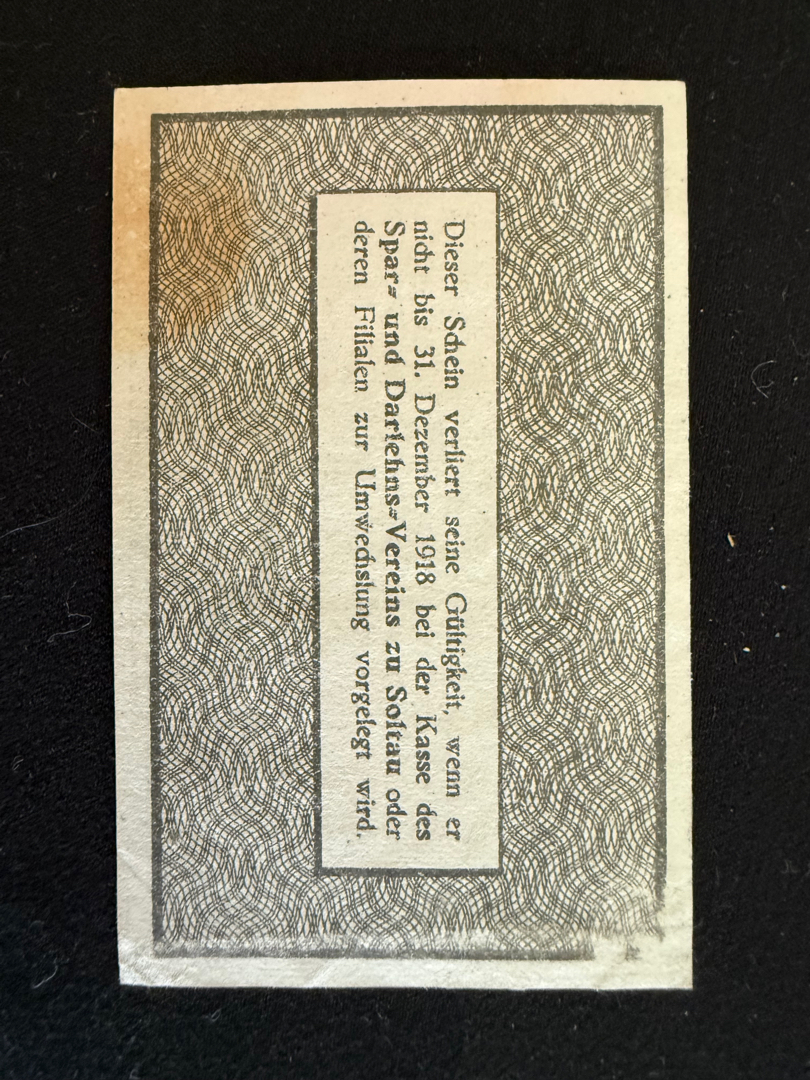 Dieser Schein verliert seine Gültigkeit, wenn er
nicht bis 31. Dezember 1918 bei der Kasse des
Spar- und Darlehns-Vereins zu Soltau oder
deren Filialen zur Umwechslung vorgelegt wird.